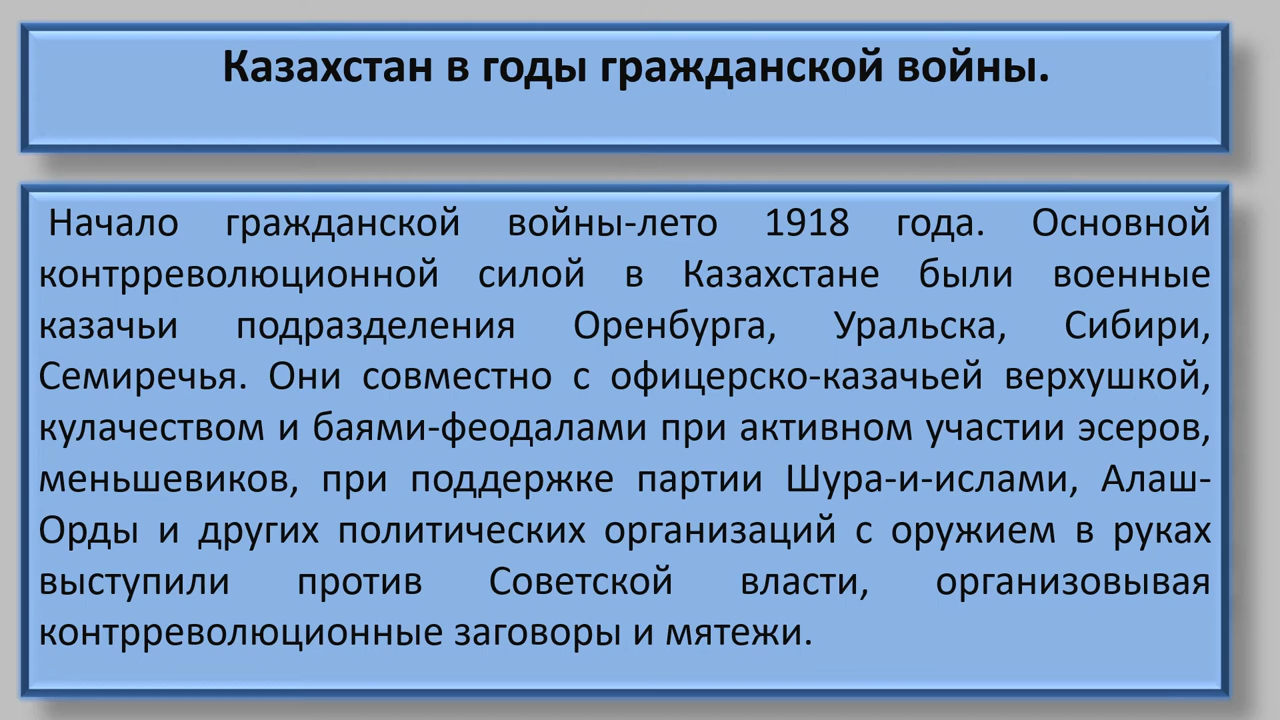 Казахстан в годы гражданской войны.
Начало гражданской войны-лето 1918 года. Основной
контрреволюционной силой в Казахстане были военные
казачьи подразделения Оренбурга, Уральска, Сибири,
Семиречья. Они совместно с офицерско-казачьей верхушкой,
кулачеством и баями-феодалами при активном участии эсеров,
меньшевиков, при поддержке партии Шура-и-ислами, Алаш-
Орды и других политических организаций с оружием в руках
выступили против Советской власти, организовывая
контрреволюционные заговоры и мятежи.